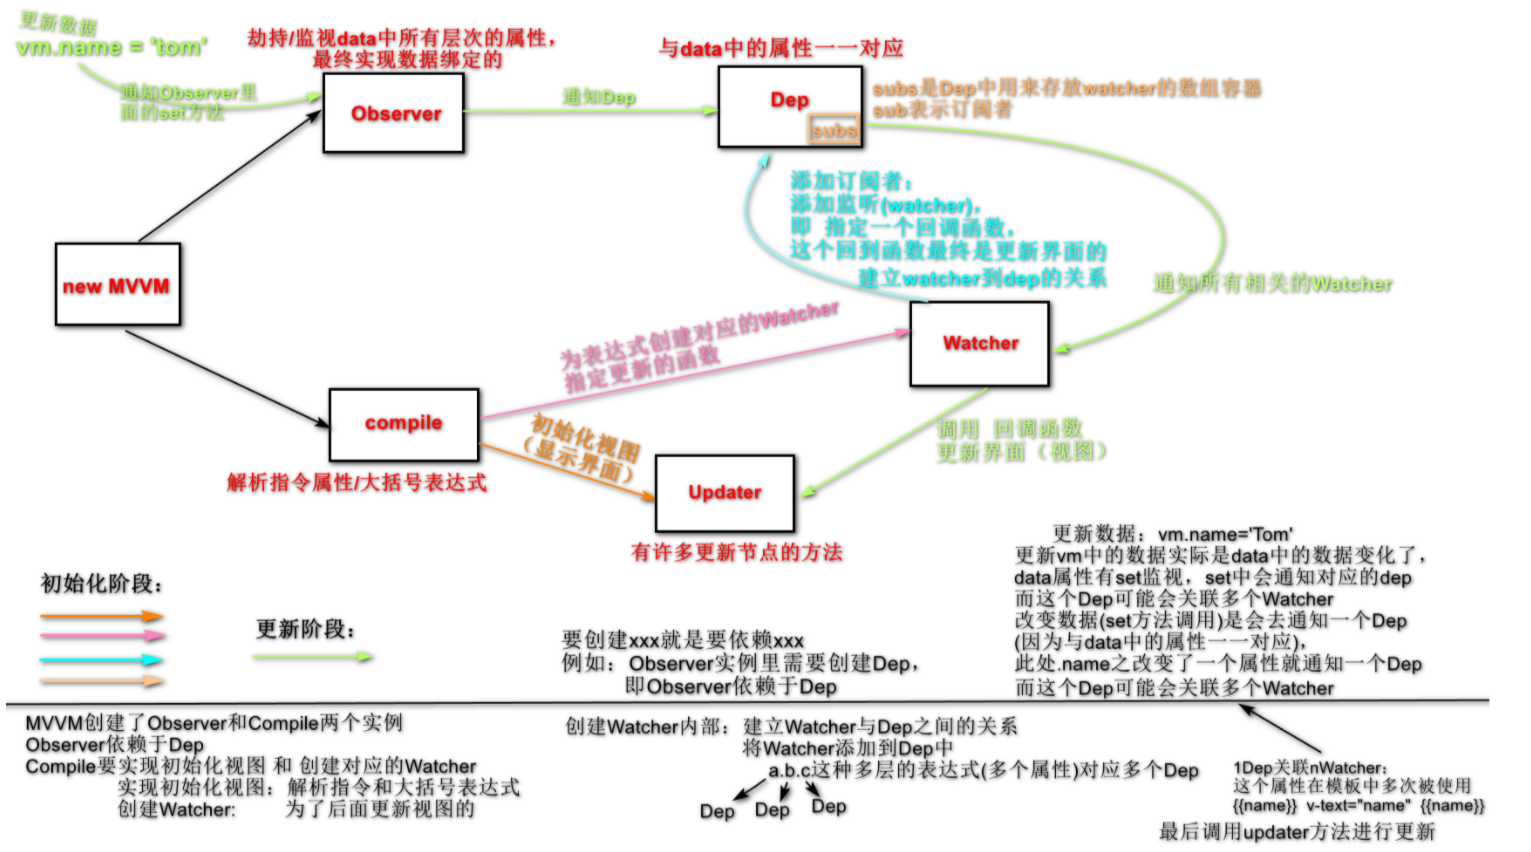 更新数据
vm.name = 'tom'
通知Observer里
面的set方法
劫持/监视data中所有层次的属性，
最终实现数据绑定的
Observer
通知Dep
与data中的属性一一对应
Dep
subs
subs是Dep中用来存放watcher的数组容器
sub表示订阅者
添加订阅者：
添加监听(watcher)，
即 指定一个回调函数，
这个回到函数最终是更新界面的
建立watcher到dep的关系
通知所有相关的Watcher
new MVVM
为表达式创建对应的Watcher
指定更新的函数
Watcher
compile
解析指令属性/大括号表达式
初始化视图
（显示界面）
调用 回调函数
更新界面（视图）
Updater
有许多更新节点的方法
初始化阶段：
更新阶段：
要创建xxx就是要依赖xxx
例如：Observer实例里需要创建Dep，
即Observer依赖于Dep
更新数据：vm.name='Tom'
更新vm中的数据实际是data中的数据变化了，
data属性有set监视，set中会通知对应的dep
而这个Dep可能会关联多个Watcher
改变数据(set方法调用)是会去通知一个Dep
(因为与data中的属性一一对应)，
此处.name之改变了一个属性就通知一个Dep
而这个Dep可能会关联多个Watcher
MVVM创建了Observer和Compile两个实例
Observer依赖于Dep
Compile要实现初始化视图 和 创建对应的Watcher
实现初始化视图：解析指令和大括号表达式
创建Watcher: 为了后面更新视图的
创建Watcher内部：建立Watcher与Dep之间的关系
将Watcher添加到Dep中
a.b.c这种多层的表达式(多个属性)对应多个Dep
Dep Dep Dep
1Dep关联nWatcher：
这个属性在模板中多次被使用
{{name}} v-text="name" {{name}}
最后调用updater方法进行更新